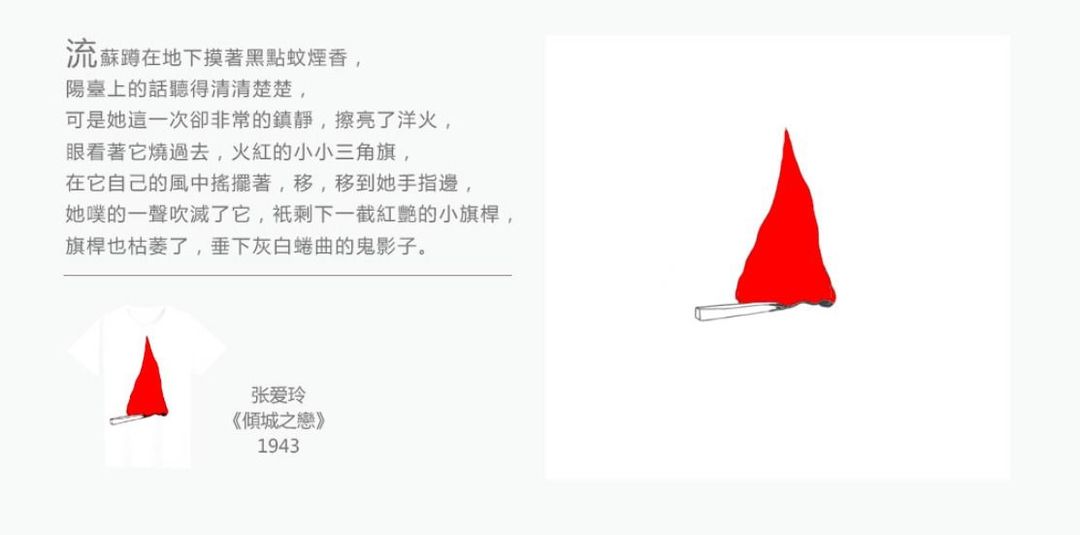 流蘇蹲在地下摸著黑點蚊煙香，
陽臺上的話聽得清清楚楚，
可是她這一次卻非常的鎮靜，擦亮了洋火，
眼看著它燒過去，火紅的小小三角旗，
在它自己的風中搖擺著，移，移到她手指邊，
她噗的一聲吹滅了它，衹剩下一截紅艷的小旗桿，
旗桿也枯萎了，垂下灰白蜷曲的鬼影子。
张爱玲
《傾城之戀》
1943